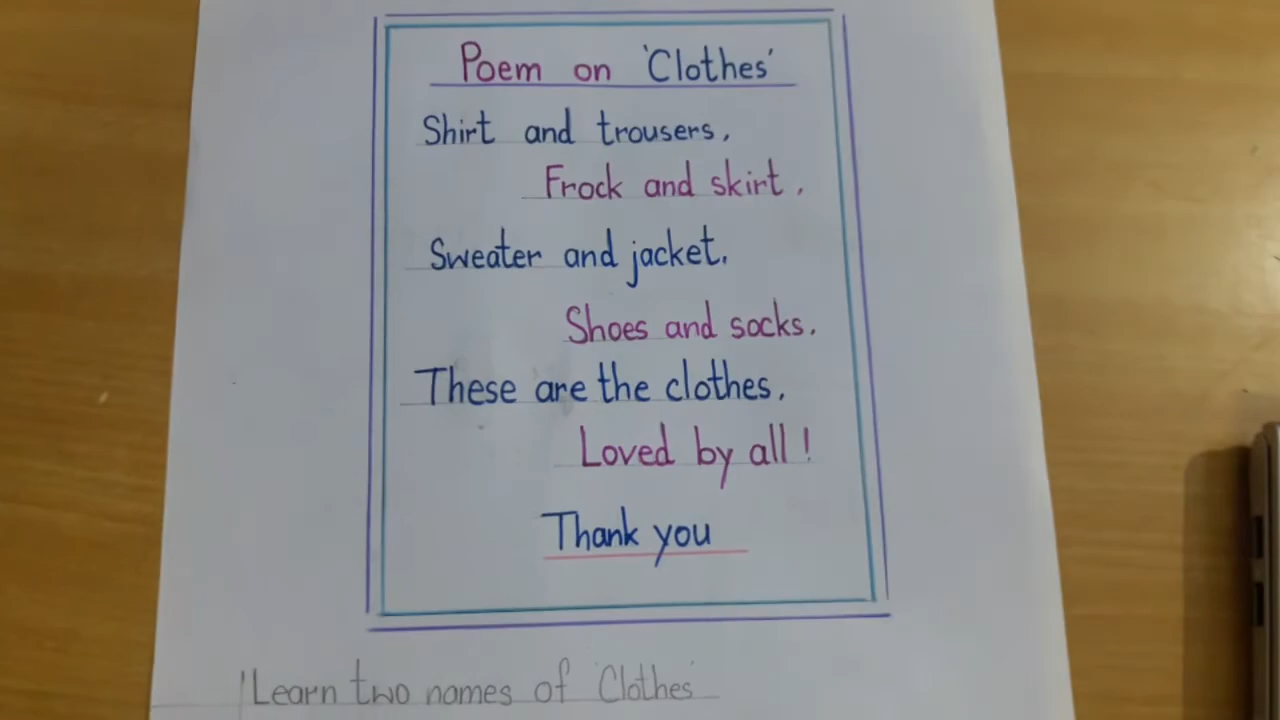 Poem on 'Clothes'
Shirt and trousers,
Frock and skirt,
Sweater and jacket,
Shoes and socks.
These are the clothes,
Loved by all!
Thank you
Learn two names of 'Clothes'